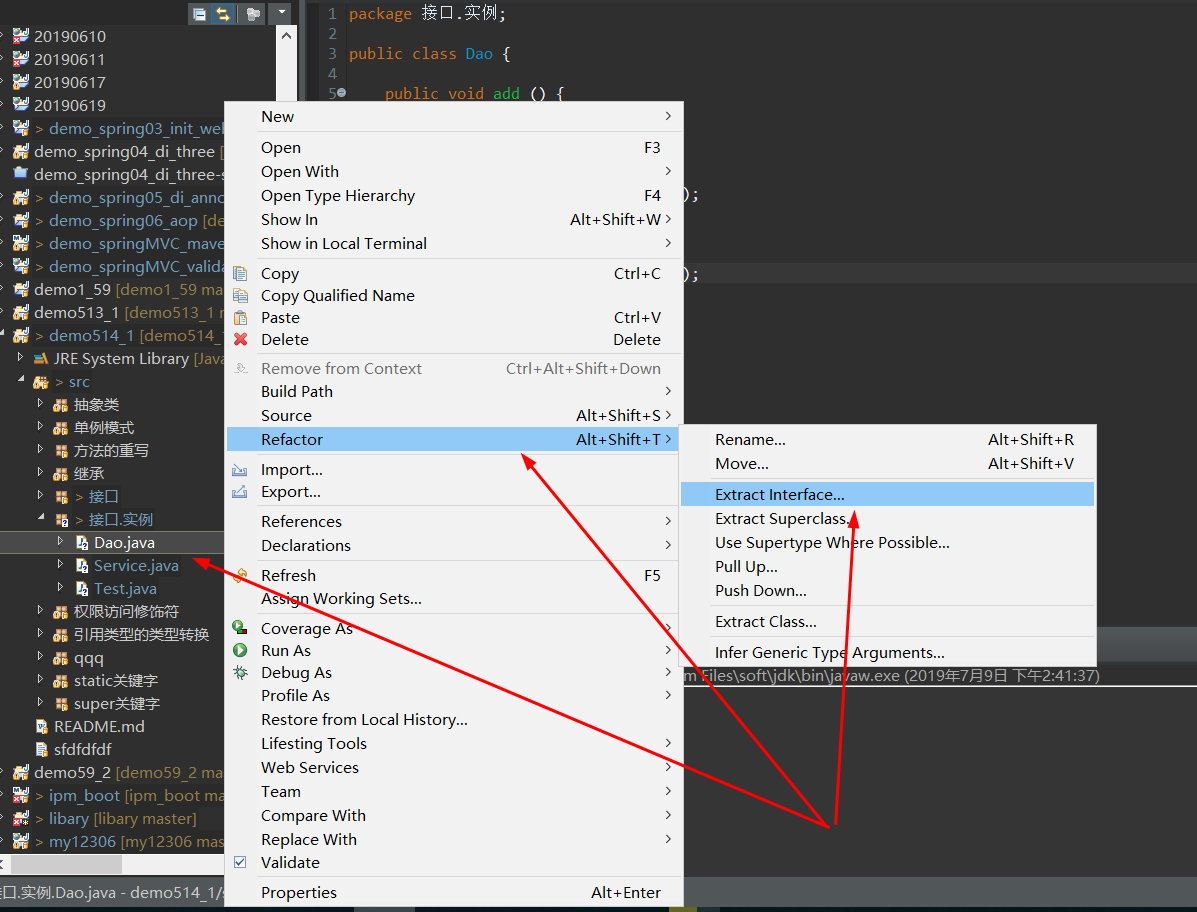 20190610
20190611
20190617
20190619
> demo_spring03_init_wel
demo_spring04_di_three [
demo_spring04_di_three-s
> demo_spring05_di_anno
> demo_spring06_aop [de
> demo_springMVC_mave
> demo_springMVC_valida
demo1_59 [demo1_59 ma
demo513_1 [demo513_1 r
> demo514_1 [demo514_
JRE System Library [Java
> src
抽象类
单例模式
方法的重写
继承
> 接口
> 接口.实例
Dao.java
Service.java
Test.java
权限访问修饰符
引用类型的类型转换
qqq
static关键字
super关键字
README.md
sfdfdfdf
demo59_2 [demo59_2 ma
> ipm_boot [ipm_boot ma
> libary [libary master]
> my12306 [my12306 mas
接口.实例.Dao.java - demo514_1/s
1 package 接口.实例;
2
3 public class Dao {
4
5 public void add () {
);
);
New
Open F3
Open With
Open Type Hierarchy F4
Show In Alt+Shift+W
Show in Local Terminal
Copy Ctrl+C
Copy Qualified Name
Paste Ctrl+V
Delete Delete
Remove from Context Ctrl+Alt+Shift+Down
Build Path
Source Alt+Shift+S
Refactor Alt+Shift+T
Import...
Export...
References
Declarations
Refresh F5
Assign Working Sets...
Coverage As
Run As
Debug As
Profile As
Restore from Local History...
Lifesting Tools
Web Services
Team
Compare With
Replace With
Validate
Properties Alt+Enter
Rename... Alt+Shift+R
Move... Alt+Shift+V
Extract Interface...
Extract Superclass...
Use Supertype Where Possible...
Pull Up...
Push Down...
Extract Class...
Infer Generic Type Arguments...
m Files\soft\jdk\bin\javaw.exe (2019年7月9日 下午2:41:37)